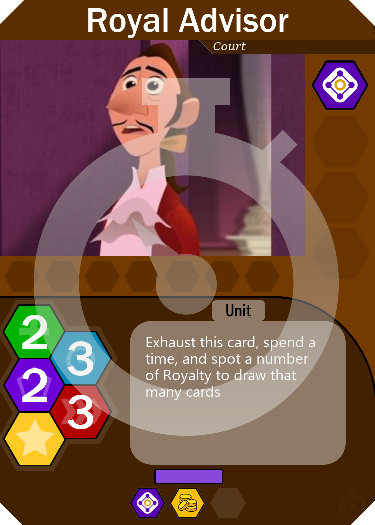 Royal Advisor
Court
Unit
2
3
2
3
Exhaust this card, spend a
time, and spot a number
of Royalty to draw that
many cards